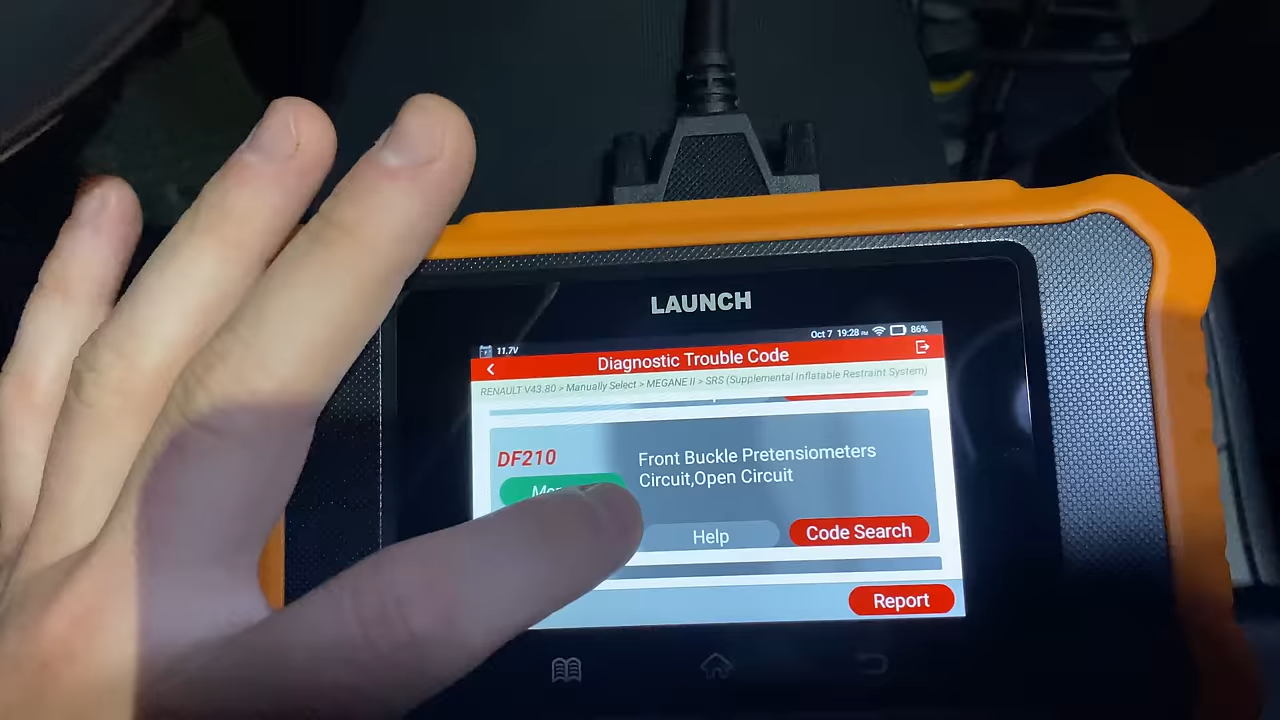 LAUNCH
11.7V
Oct 7 19:28 PM 86%
Diagnostic Trouble Code
RENAULT V43.80 > Manually Select > MEGANE II > SRS (Supplemental Inflatable Restraint System)
DF210
Front Buckle Pretensiometers
Circuit,Open Circuit
Help
Code Search
Report